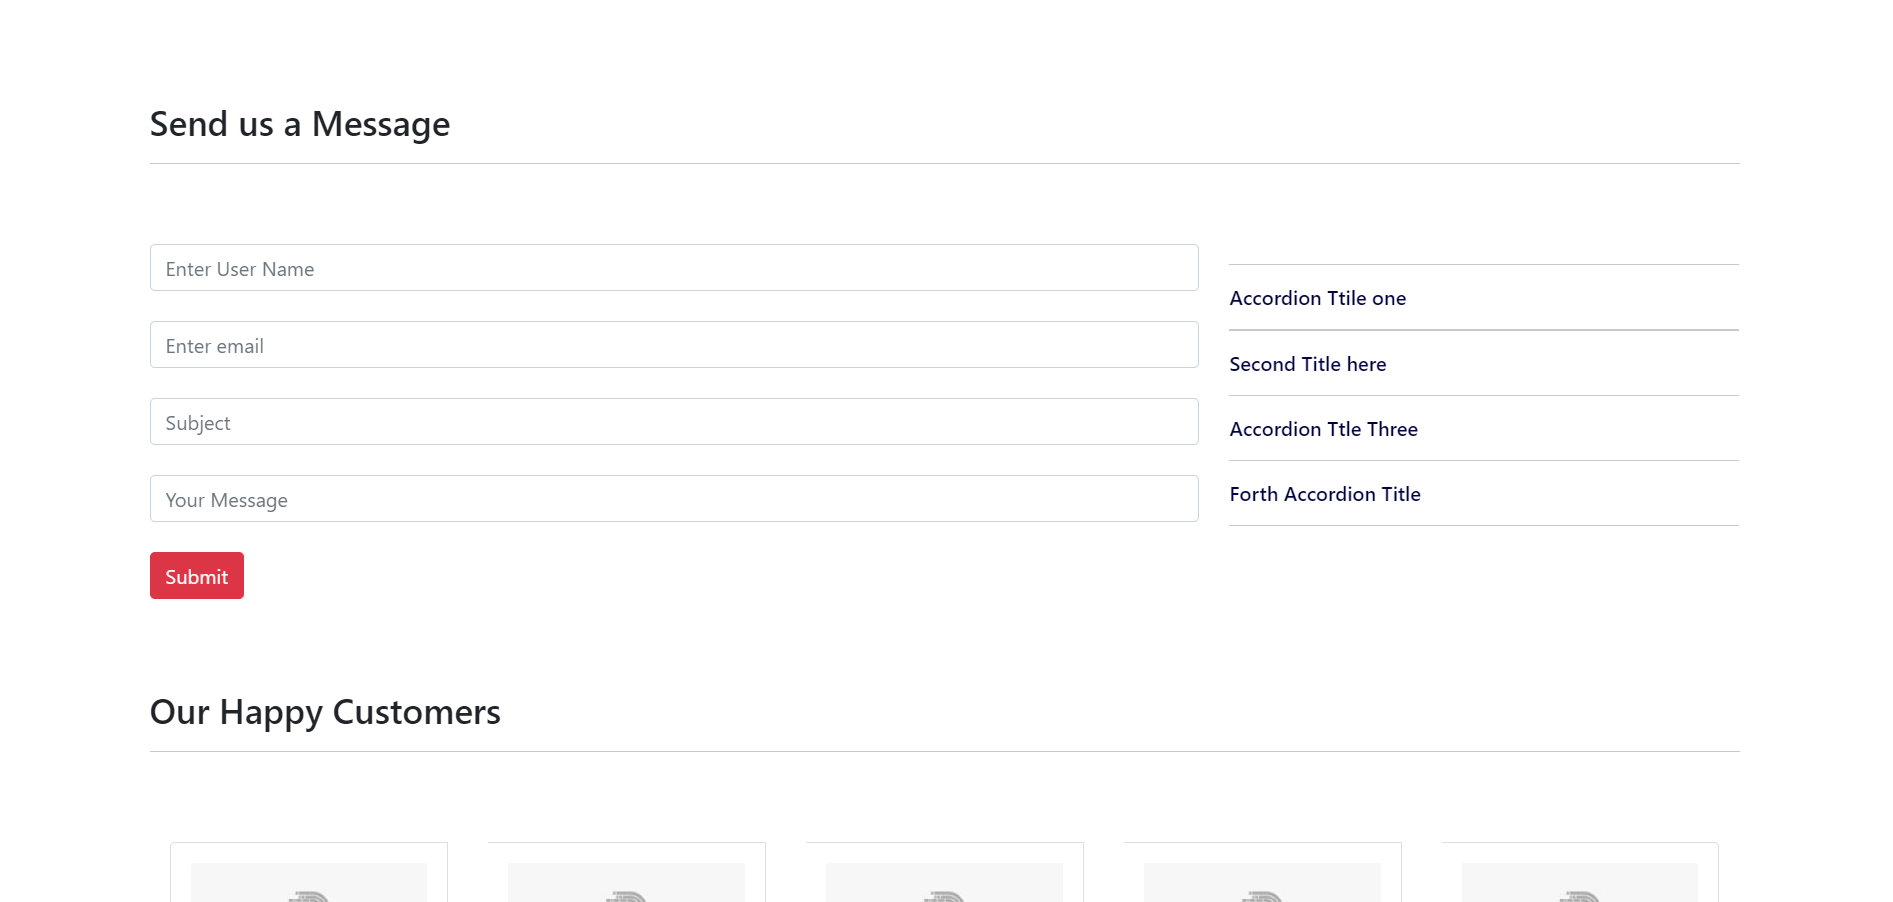 Send us a Message
Enter User Name
Enter email
Subject
Your Message
Submit
Accordion Ttile one
Second Title here
Accordion Ttle Three
Forth Accordion Title
Our Happy Customers